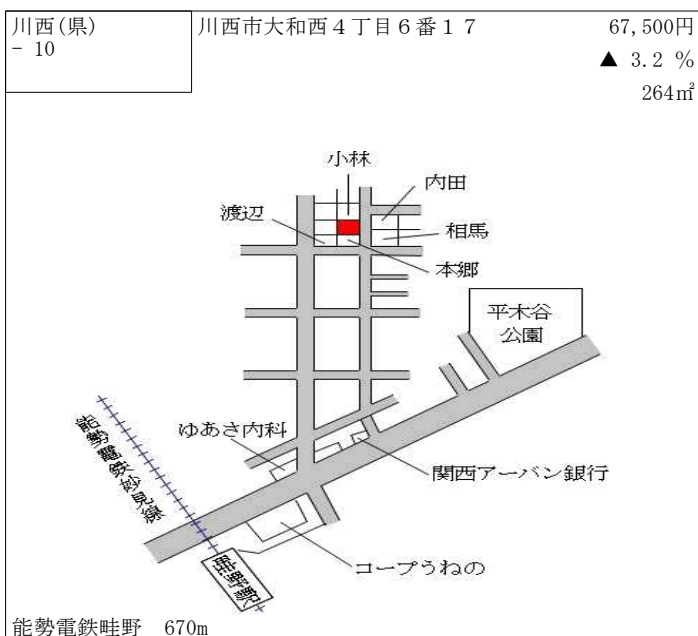 川西(県)
- 10
川西市大和西４丁目６番１７
67,500円
▲ 3.2 %
264㎡
小林
内田
渡辺
相馬
本郷
平木谷
公園
ゆあさ内科
能勢電鉄妙見線
関西アーバン銀行
コープうねの
畦野駅
能勢電鉄畦野　670m